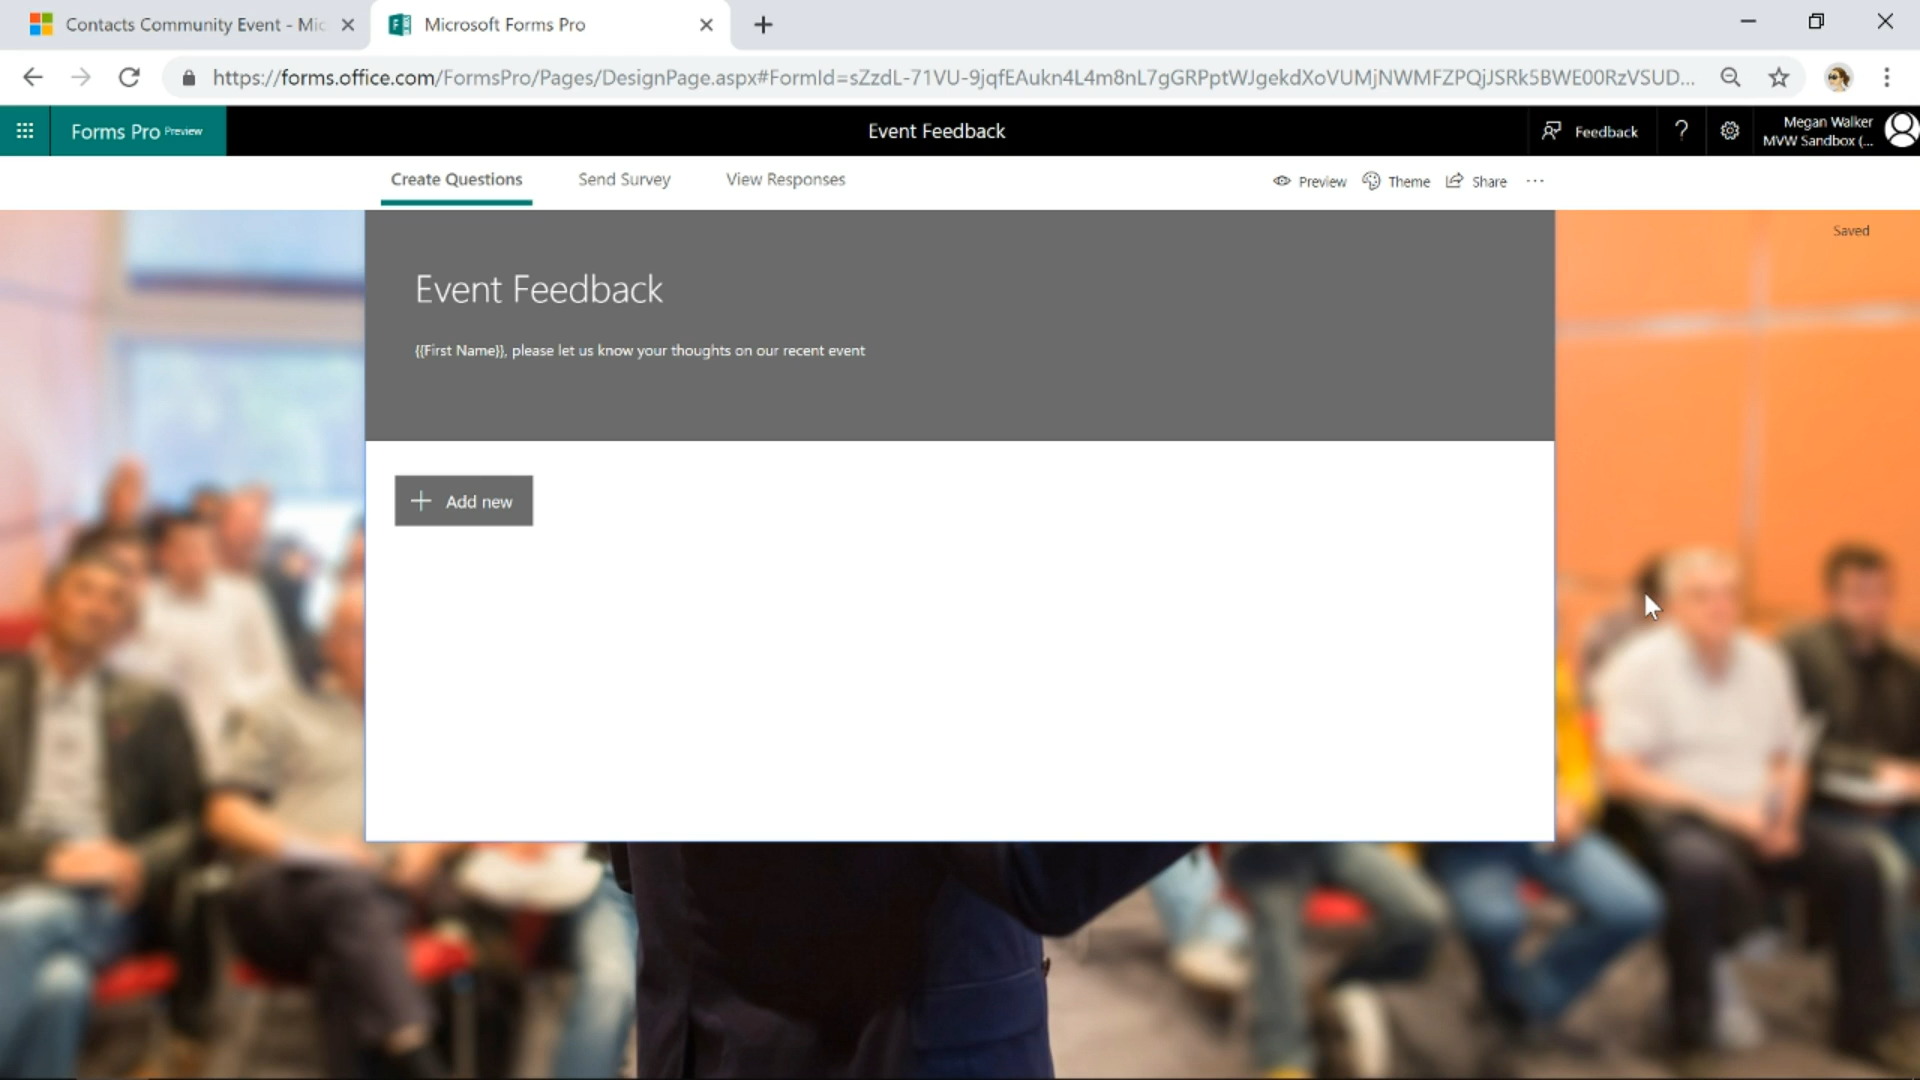 Contacts Community Event - Mic
Microsoft Forms Pro
https://forms.office.com/FormsPro/Pages/DesignPage.aspx#FormId=sZzdL-71VU-9jqfEAukn4L4m8nL7gGRPptWJgekdXoVUMjNWMFZPQjJSRk5BWE00RzVSUD...
Forms Pro Preview
Event Feedback
Feedback
?
Megan Walker
MVW Sandbox (...
Create Questions
Send Survey
View Responses
Preview
Theme
Share
...
Saved
Event Feedback
{{First Name}}, please let us know your thoughts on our recent event
Add new